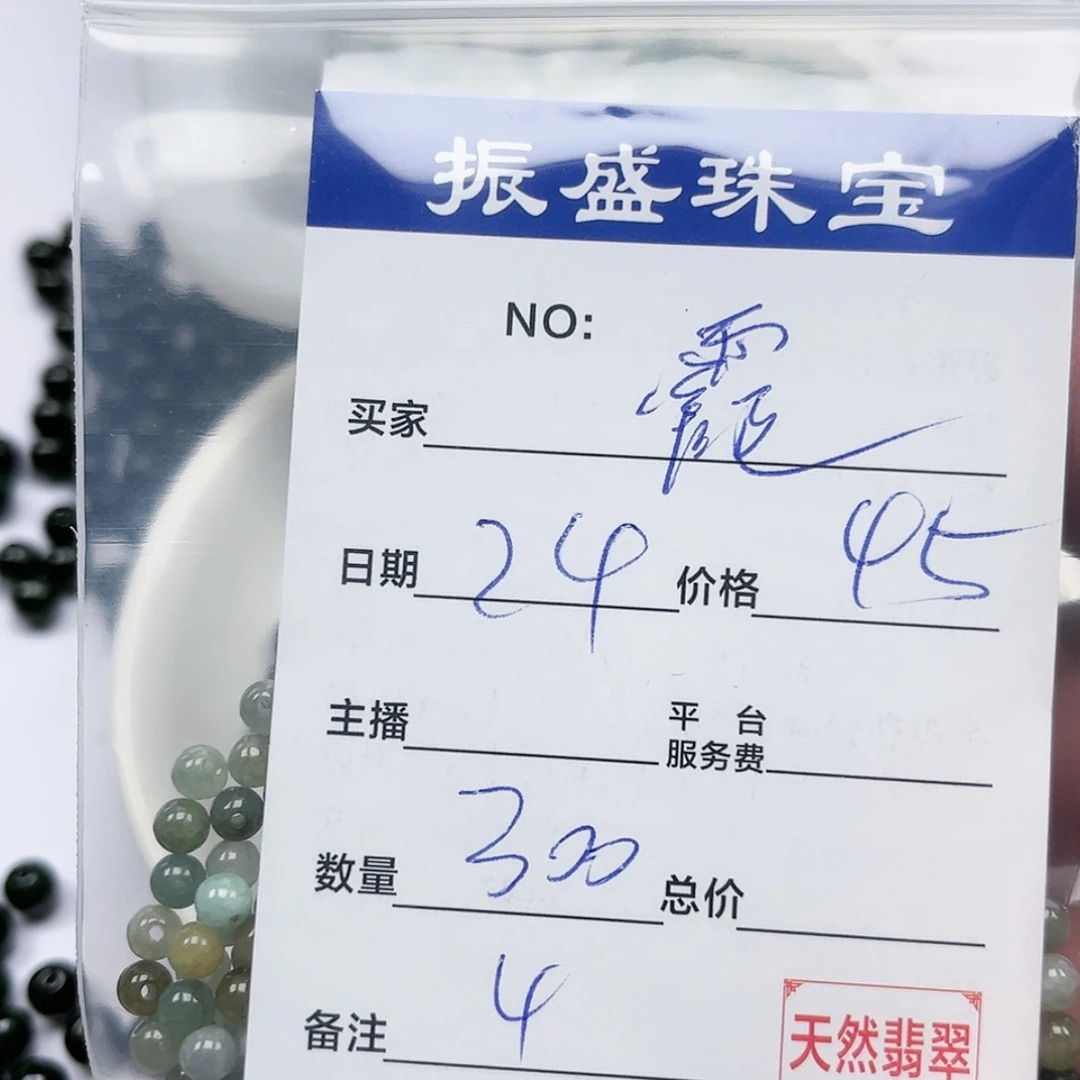 振盛珠宝
NO:
买家
日期 24 价格 45
主播 平台服务费
数量 300 总价
备注 4
天然翡翠